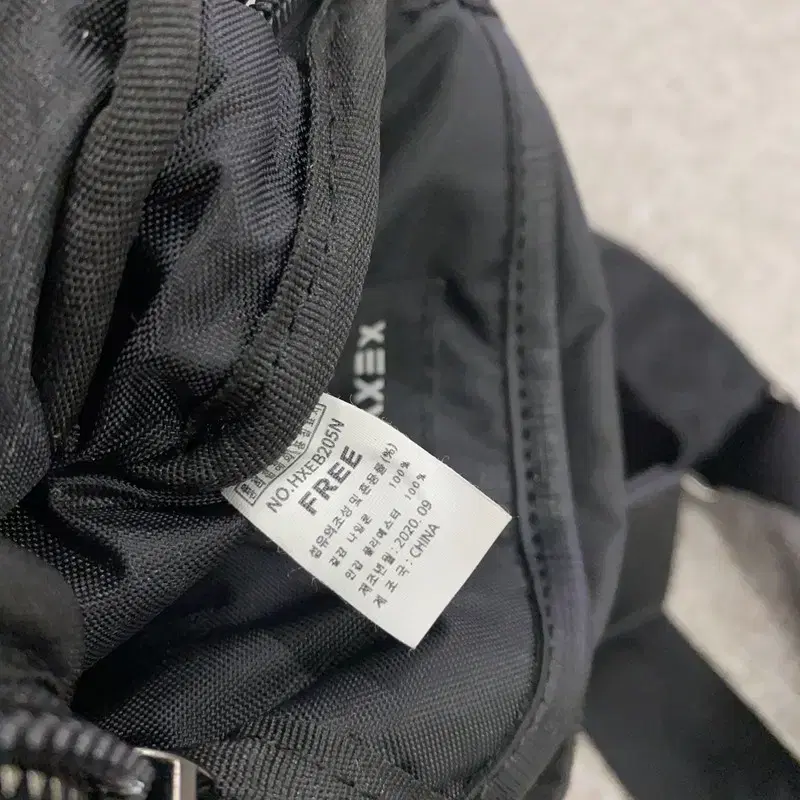 NO.HXEB205N
FREE
섬유의조성 및 혼용률(%)
겉감 나일론 100%
안감 폴리에스터 100%
제조년월:2020.09
제 조 국:CHINA